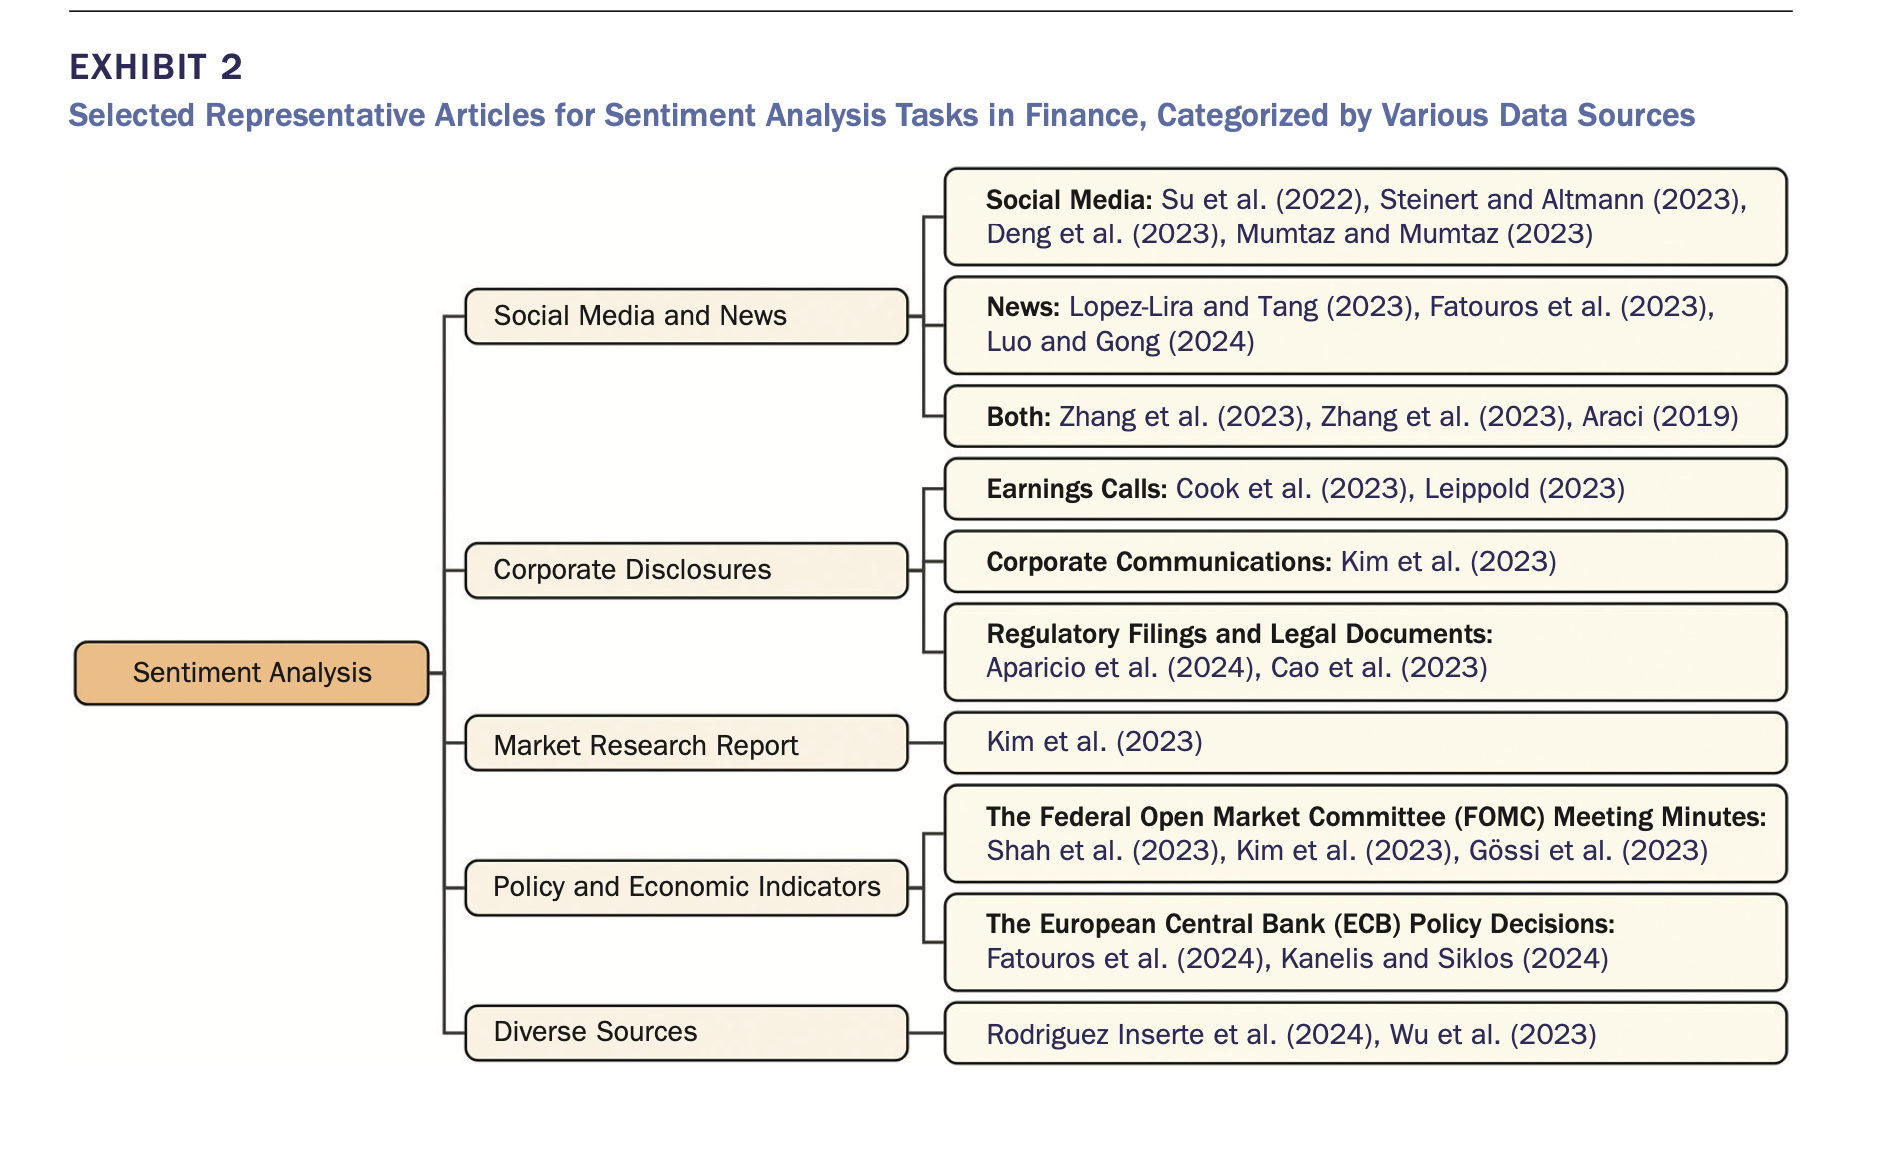 EXHIBIT 2
Selected Representative Articles for Sentiment Analysis Tasks in Finance, Categorized by Various Data Sources
Sentiment Analysis
Social Media and News
Social Media: Su et al. (2022), Steinert and Altmann (2023),
Deng et al. (2023), Mumtaz and Mumtaz (2023)
News: Lopez-Lira and Tang (2023), Fatouros et al. (2023),
Luo and Gong (2024)
Both: Zhang et al. (2023), Zhang et al. (2023), Araci (2019)
Corporate Disclosures
Earnings Calls: Cook et al. (2023), Leippold (2023)
Corporate Communications: Kim et al. (2023)
Regulatory Filings and Legal Documents:
Aparicio et al. (2024), Cao et al. (2023)
Market Research Report
Kim et al. (2023)
Policy and Economic Indicators
The Federal Open Market Committee (FOMC) Meeting Minutes:
Shah et al. (2023), Kim et al. (2023), Gössi et al. (2023)
The European Central Bank (ECB) Policy Decisions:
Fatouros et al. (2024), Kanelis and Siklos (2024)
Diverse Sources
Rodriguez Inserte et al. (2024), Wu et al. (2023)